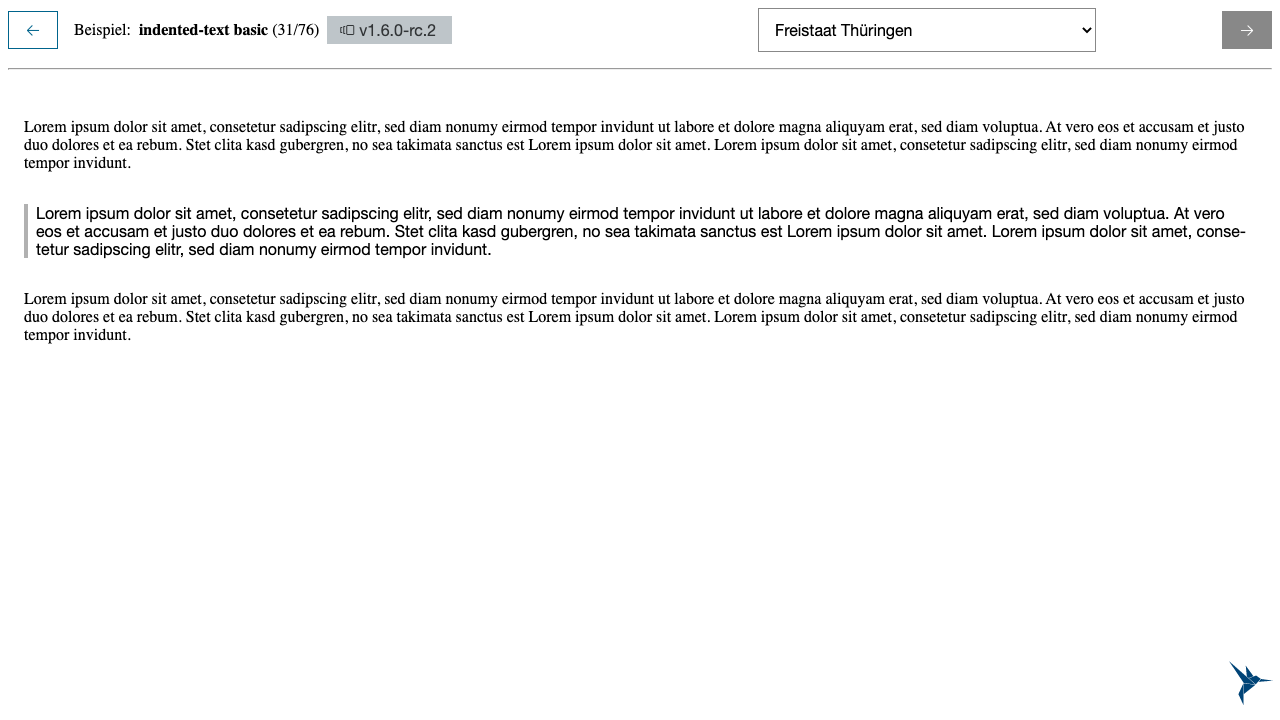 Beispiel: indented-text basic (31/76) v1.6.0-rc.2 Freistaat Thüringen
Lorem ipsum dolor sit amet, consetetur sadipscing elitr, sed diam nonumy eirmod tempor invidunt ut labore et dolore magna aliquyam erat, sed diam voluptua. At vero eos et accusam et justo
duo dolores et ea rebum. Stet clita kasd gubergren, no sea takimata sanctus est Lorem ipsum dolor sit amet. Lorem ipsum dolor sit amet, consetetur sadipscing elitr, sed diam nonumy eirmod
tempor invidunt.
Lorem ipsum dolor sit amet, consetetur sadipscing elitr, sed diam nonumy eirmod tempor invidunt ut labore et dolore magna aliquyam erat, sed diam voluptua. At vero
eos et accusam et justo duo dolores et ea rebum. Stet clita kasd gubergren, no sea takimata sanctus est Lorem ipsum dolor sit amet. Lorem ipsum dolor sit amet, conse-
tetur sadipscing elitr, sed diam nonumy eirmod tempor invidunt.
Lorem ipsum dolor sit amet, consetetur sadipscing elitr, sed diam nonumy eirmod tempor invidunt ut labore et dolore magna aliquyam erat, sed diam voluptua. At vero eos et accusam et justo
duo dolores et ea rebum. Stet clita kasd gubergren, no sea takimata sanctus est Lorem ipsum dolor sit amet. Lorem ipsum dolor sit amet, consetetur sadipscing elitr, sed diam nonumy eirmod
tempor invidunt.